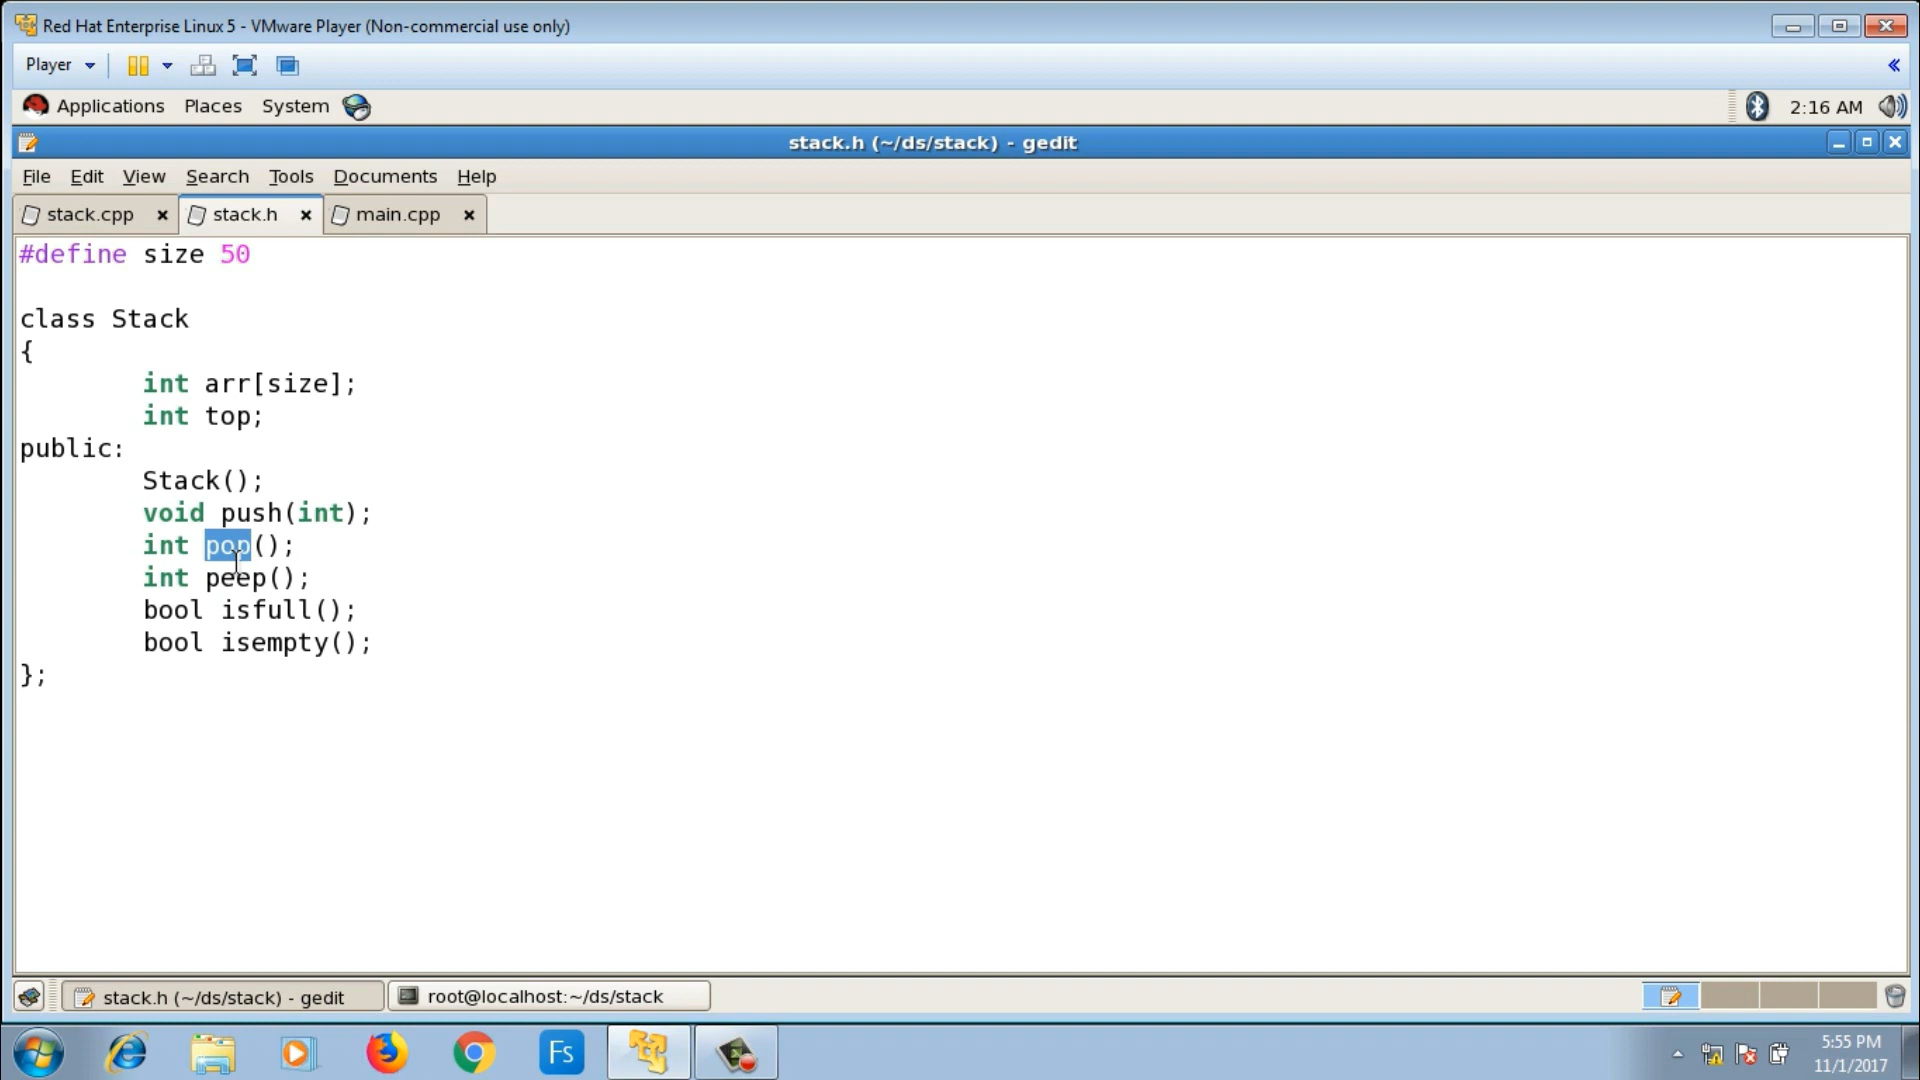 Red Hat Enterprise Linux 5 - VMware Player (Non-commercial use only)
Player
Applications Places System 2:16 AM
stack.h (~/ds/stack) - gedit
File Edit View Search Tools Documents Help
stack.cpp stack.h main.cpp
#define size 50
class Stack
{
int arr[size];
int top;
public:
Stack();
void push(int);
int pop();
int peep();
bool isfull();
bool isempty();
};
stack.h (~/ds/stack) - gedit root@localhost:~/ds/stack
Fs
5:55 PM
11/1/2017